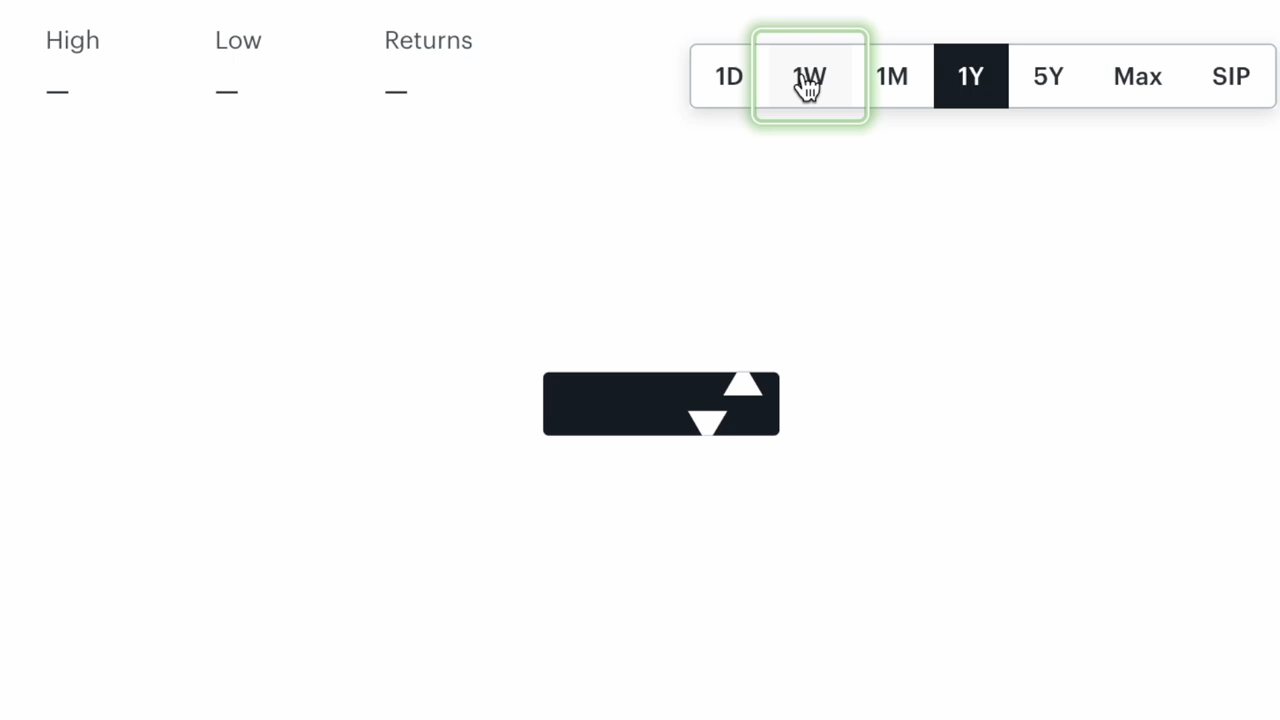 High Low Returns
— — —
1D 1W 1M 1Y 5Y Max SIP